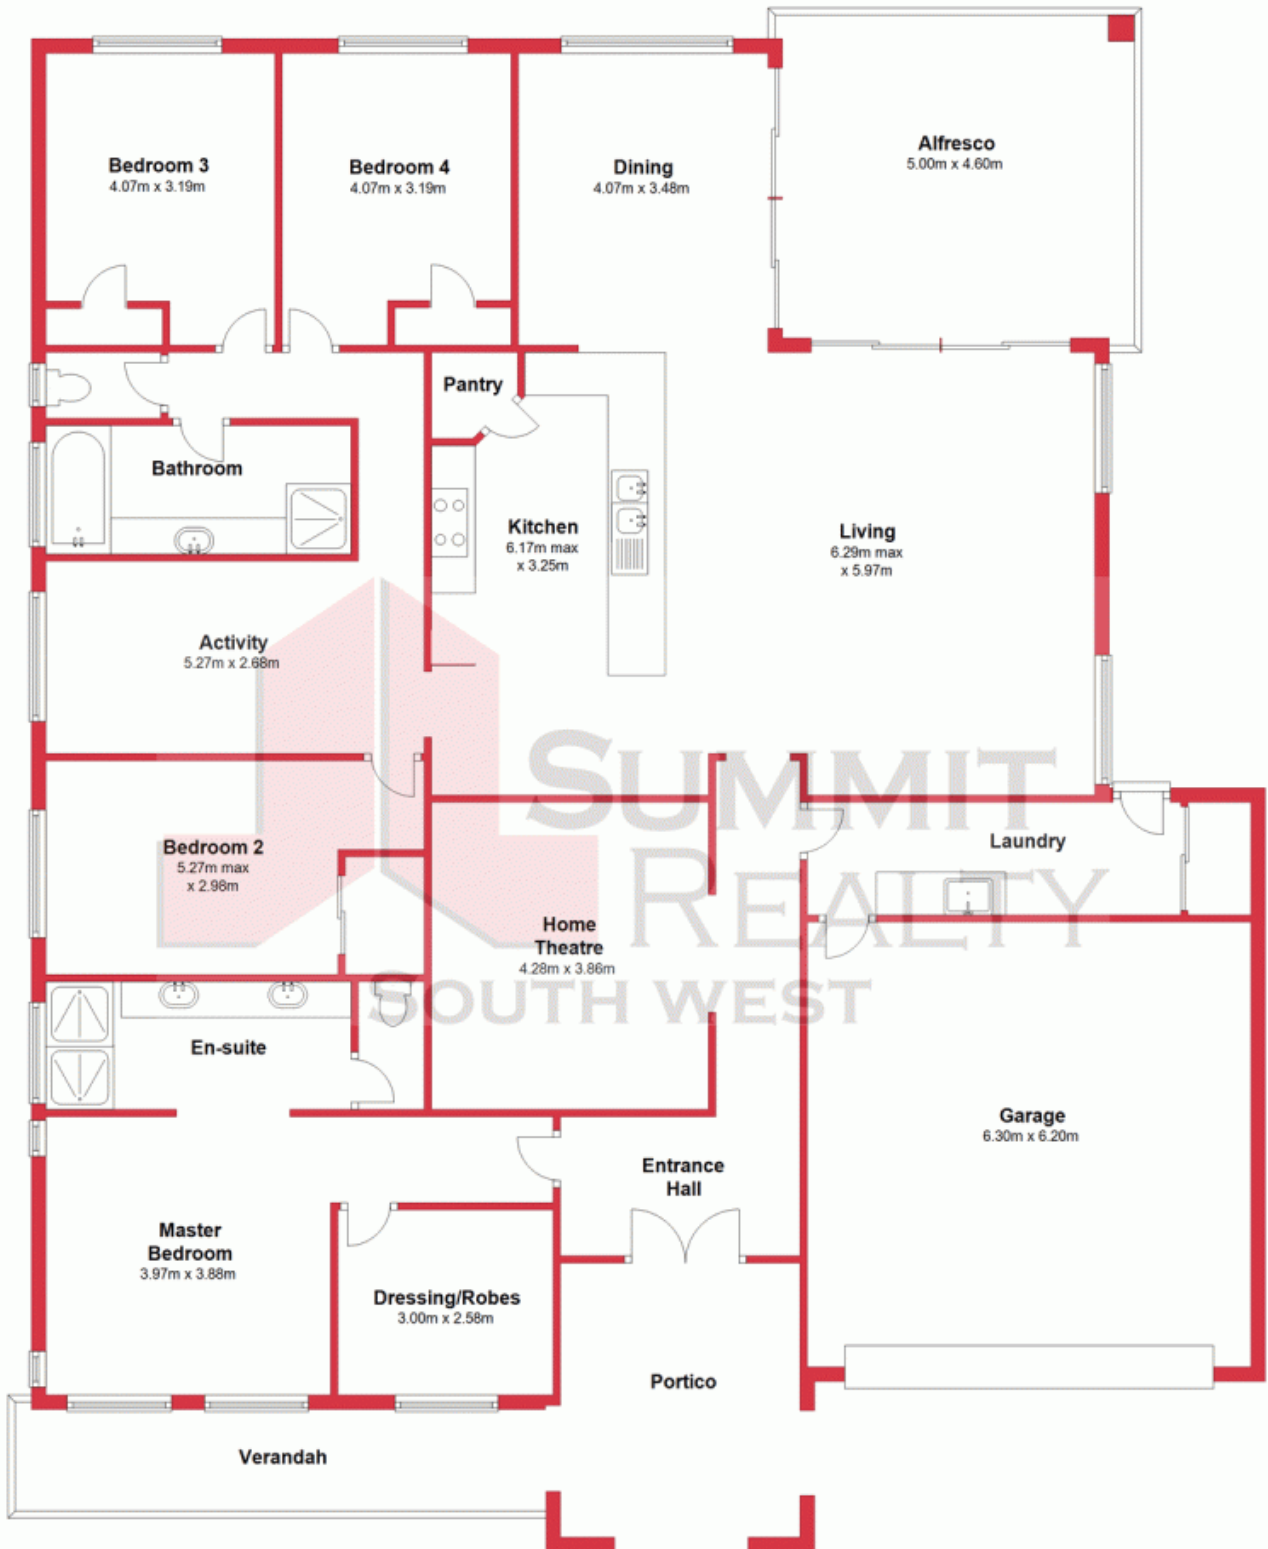 Bedroom 3
4.07m x 3.19m
Bedroom 4
4.07m x 3.19m
Dining
4.07m x 3.48m
Alfresco
5.00m x 4.60m
Pantry
Bathroom
Kitchen
6.17m max
x 3.25m
Living
6.29m max
x 5.97m
Activity
5.27m x 2.68m
SUMMIT
REALTY
SOUTH WEST
Bedroom 2
5.27m max
x 2.98m
Laundry
Home
Theatre
4.28m x 3.86m
En-suite
Garage
6.30m x 6.20m
Entrance
Hall
Master
Bedroom
3.97m x 3.88m
Dressing/Robes
3.00m x 2.58m
Portico
Verandah